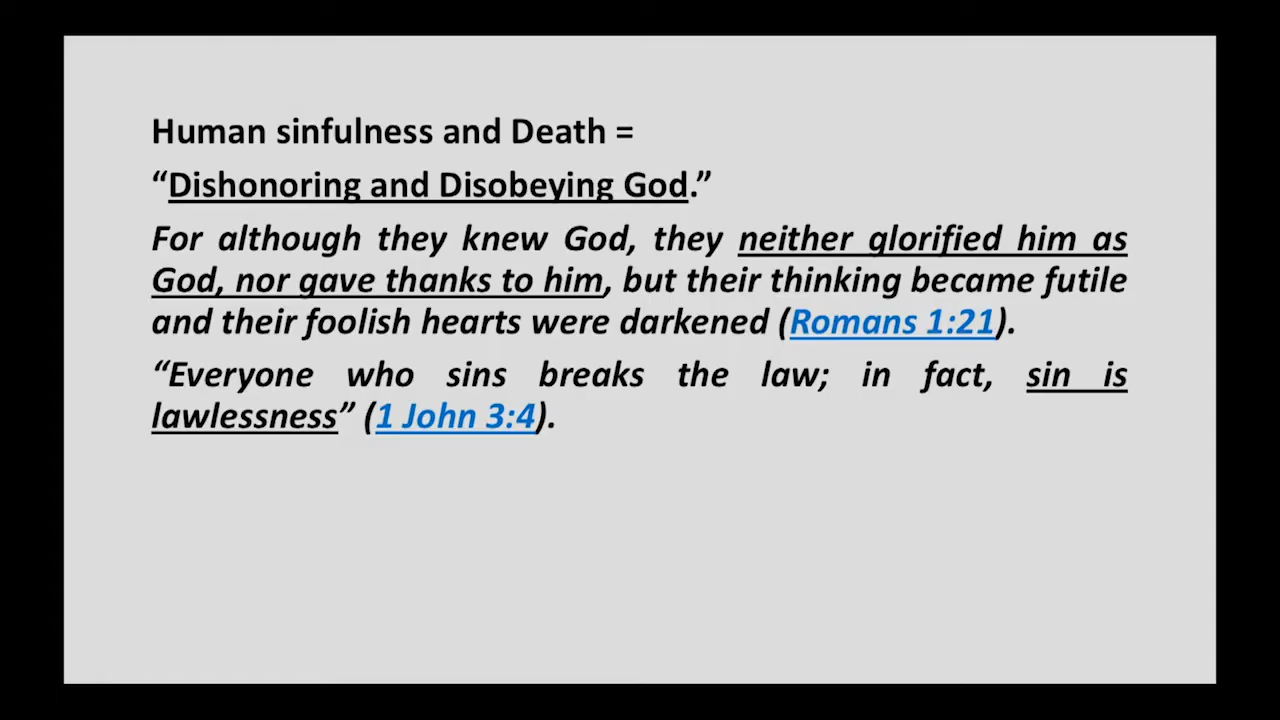 Human sinfulness and Death =
“Dishonoring and Disobeying God.”
For although they knew God, they neither glorified him as
God, nor gave thanks to him, but their thinking became futile
and their foolish hearts were darkened (Romans 1:21).
“Everyone who sins breaks the law; in fact, sin is
lawlessness” (1 John 3:4).